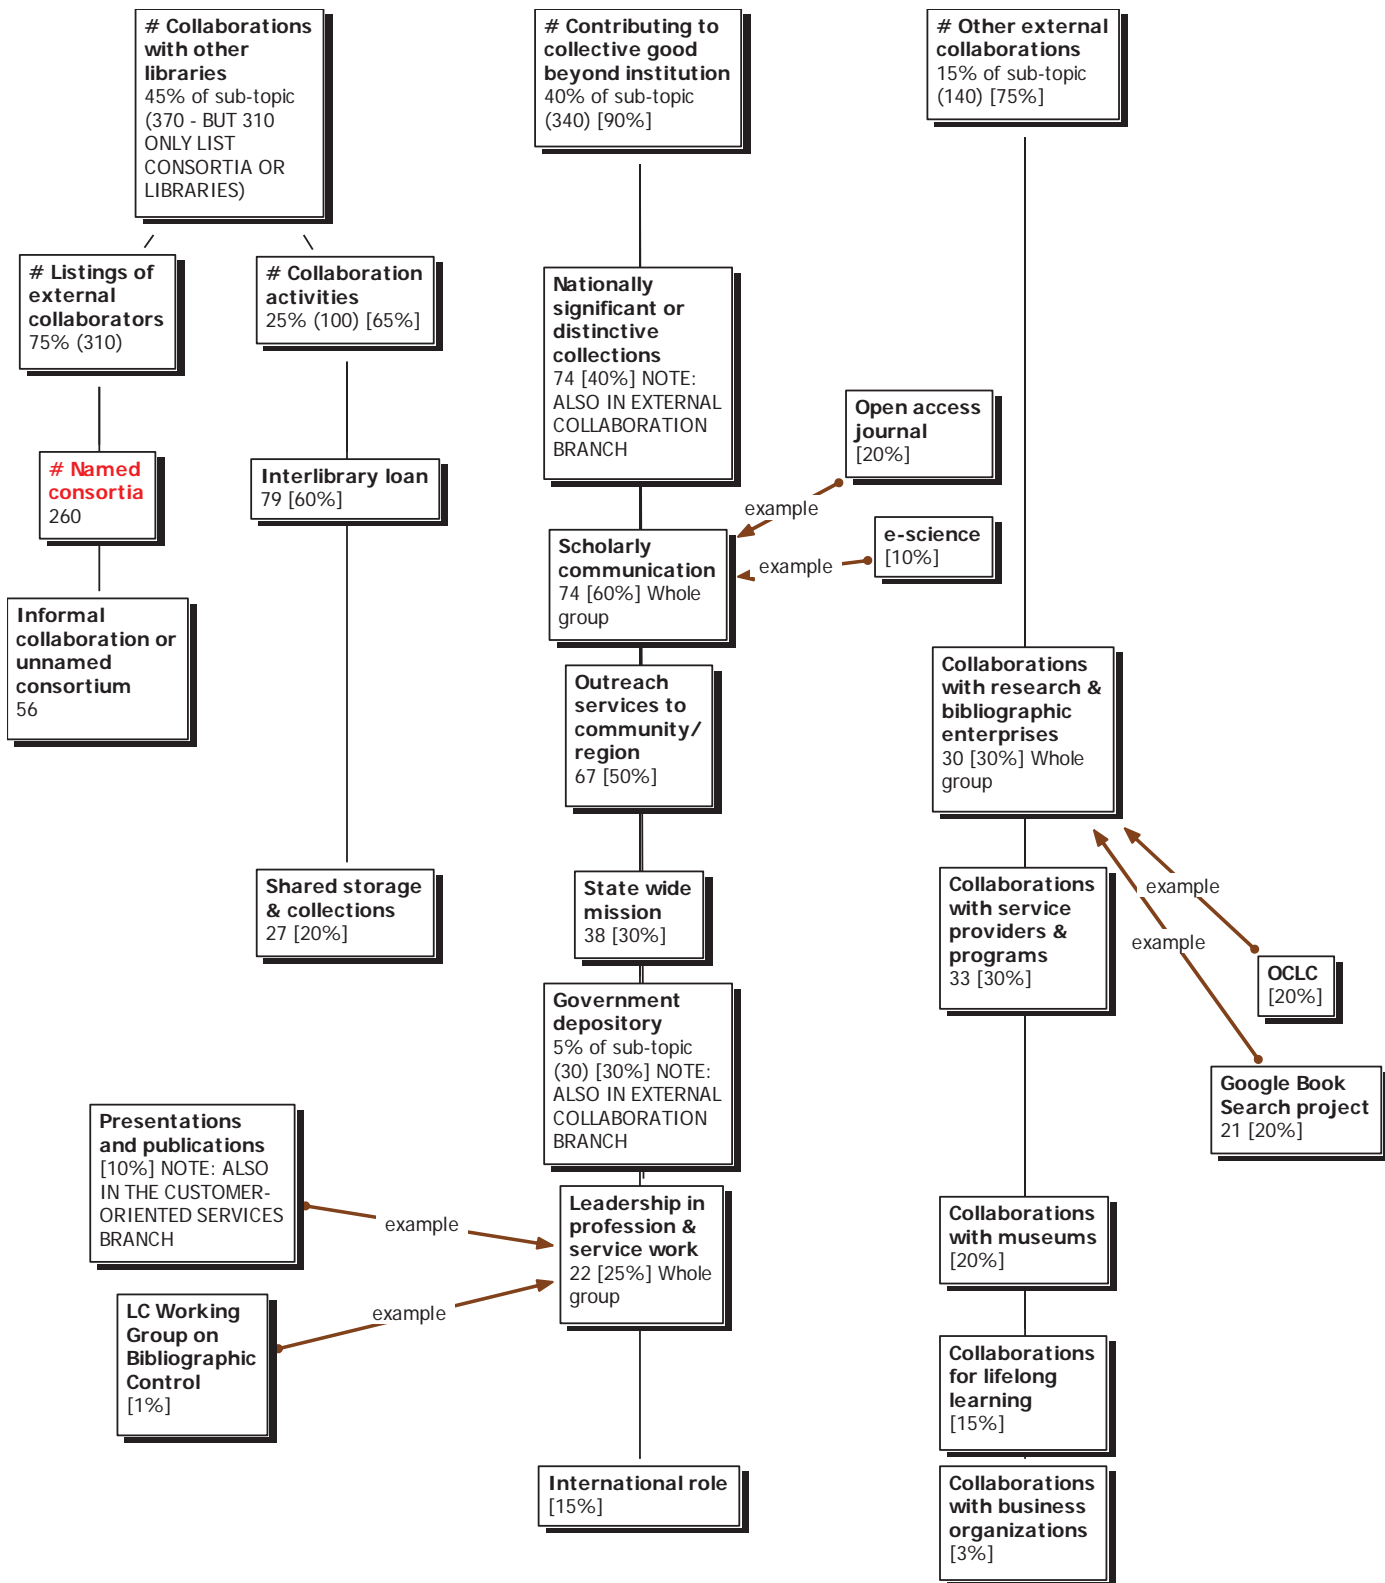 # Collaborations
with other
libraries
45% of sub-topic
(370 - BUT 310
ONLY LIST
CONSORTIA OR
LIBRARIES)
# Contributing to
collective good
beyond institution
40% of sub-topic
(340) [90%]
# Other external
collaborations
15% of sub-topic
(140) [75%]
# Listings of
external
collaborators
75% (310)
# Collaboration
activities
25% (100) [65%]
Nationally
significant or
distinctive
collections
74 [40%] NOTE:
ALSO IN EXTERNAL
COLLABORATION
BRANCH
Open access
journal
[20%]
# Named
consortia
260
Interlibrary loan
79 [60%]
example
e-science
[10%]
example
Scholarly
communication
74 [60%] Whole
group
Informal
collaboration or
unnamed
consortium
56
Outreach
services to
community/
region
67 [50%]
Collaborations
with research &
bibliographic
enterprises
30 [30%] Whole
group
Shared storage
& collections
27 [20%]
State wide
mission
38 [30%]
Collaborations
with service
providers &
programs
33 [30%]
example
example
OCLC
[20%]
Government
depository
5% of sub-topic
(30) [30%] NOTE:
ALSO IN EXTERNAL
COLLABORATION
BRANCH
Google Book
Search project
21 [20%]
Presentations
and publications
[10%] NOTE: ALSO
IN THE CUSTOMER-
ORIENTED SERVICES
BRANCH
example
Leadership in
profession &
service work
22 [25%] Whole
group
Collaborations
with museums
[20%]
LC Working
Group on
Bibliographic
Control
[1%]
example
Collaborations
for lifelong
learning
[15%]
International role
[15%]
Collaborations
with business
organizations
[3%]